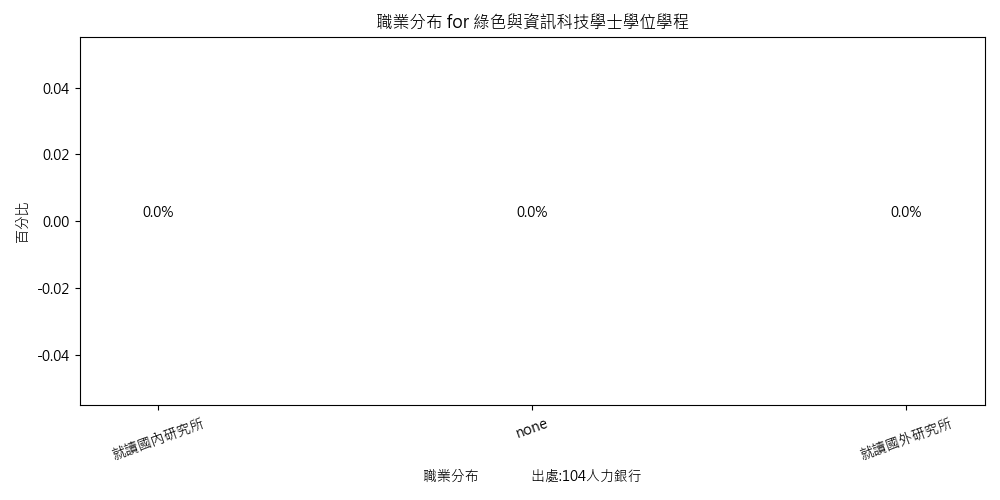 職業分布 for 綠色與資訊科技學士學位學程
百分比
0.04
0.02
0.00
-0.02
-0.04
0.0%
0.0%
0.0%
就讀國內研究所
none
就讀國外研究所
職業分布 出處:104人力銀行